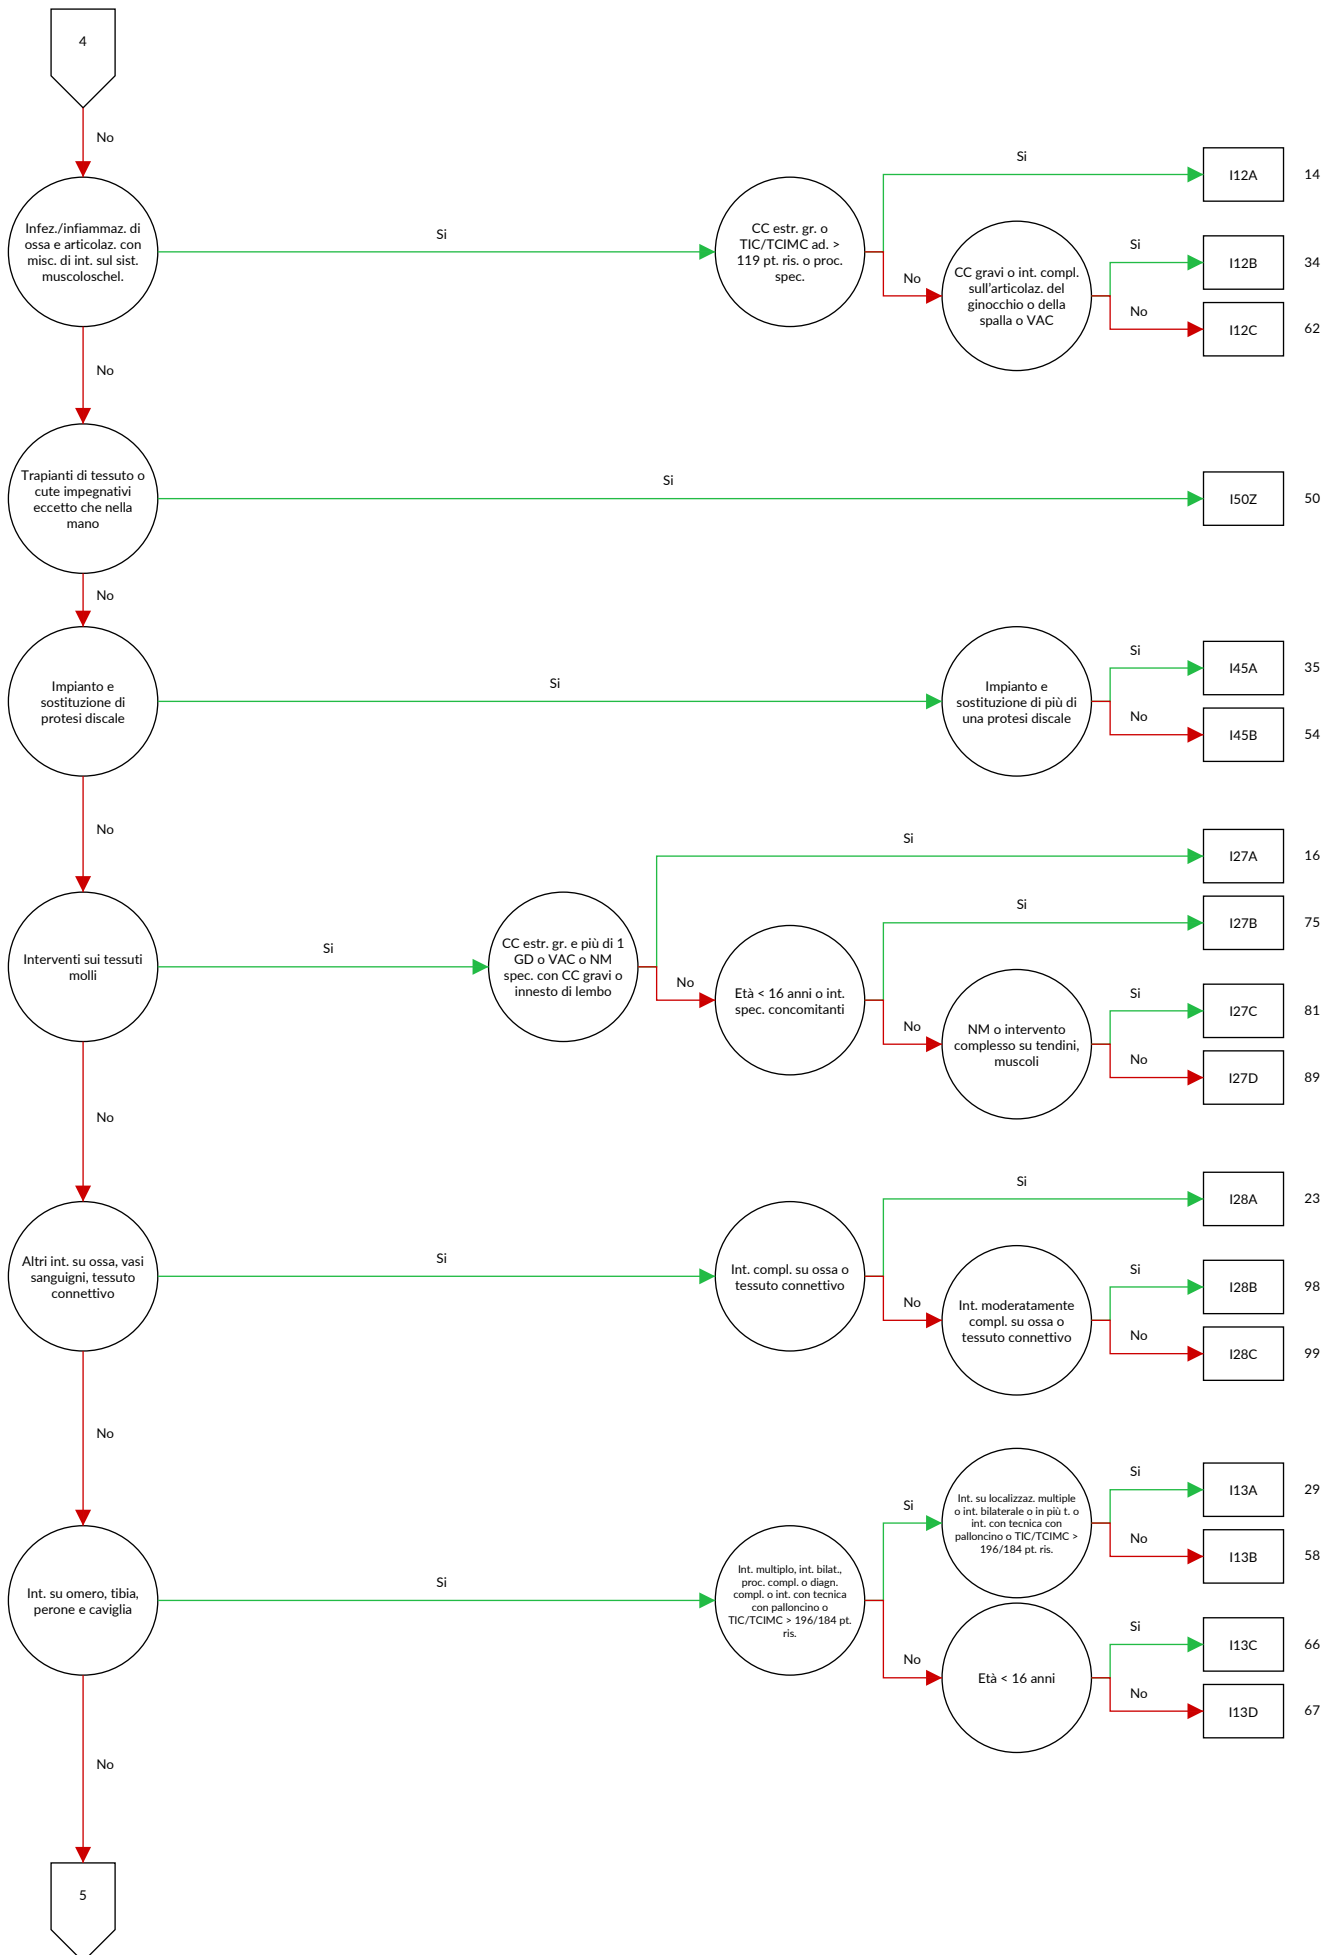 4
No
Si
Infez./infiammaz. di
ossa e articolaz. con
misc. di int. sul sist.
muscoloschel.
Si
CC estr. gr. o
TIC/TCIMC ad. >
119 pt. ris. o proc.
spec.
I12A
14
No
CC gravi o int. compl.
sull'articolaz. del
ginocchio o della
spalla o VAC
Si
I12B
34
No
I12C
62
No
Trapianti di tessuto o
cute impegnativi
eccetto che nella
mano
Si
I50Z
50
No
Impianto e
sostituzione di
protesi discale
Si
Impianto e
sostituzione di più di
una protesi discale
Si
I45A
35
No
I45B
54
No
Interventi sui tessuti
molli
Si
CC estr. gr. e più di 1
GD o VAC o NM
spec. con CC gravi o
innesto di lembo
Si
I27A
16
No
Età < 16 anni o int.
spec. concomitanti
Si
I27B
75
No
NM o intervento
complesso su tendini,
muscoli
Si
I27C
81
No
I27D
89
No
Altri int. su ossa, vasi
sanguigni, tessuto
connettivo
Si
Int. compl. su ossa o
tessuto connettivo
Si
I28A
23
No
Int. moderatamente
compl. su ossa o
tessuto connettivo
Si
I28B
98
No
I28C
99
No
Int. su omero, tibia,
perone e caviglia
Si
Int. multiplo, int. bilat.,
proc. compl. o diagn.
compl. o int. con tecnica
con palloncino o
TIC/TCIMC > 196/184 pt.
ris.
Si
Int. su localizzaz. multiple
o int. bilaterale o in più t. o
int. con tecnica con
palloncino o TIC/TCIMC >
196/184 pt. ris.
Si
I13A
29
No
I13B
58
No
Età < 16 anni
Si
I13C
66
No
I13D
67
No
5